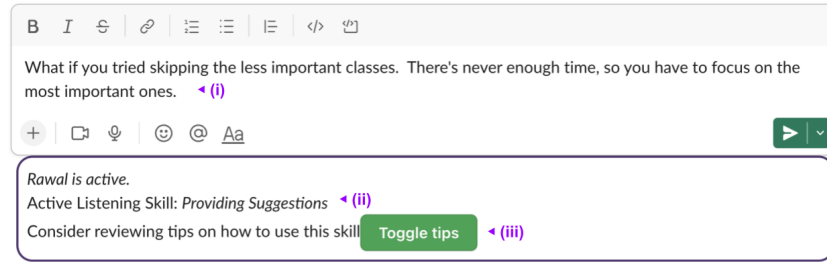 What if you tried skipping the less important classes.  There's never enough time, so you have to focus on the
most important ones. ◄ (i)
Aa
Rawal is active.
Active Listening Skill: Providing Suggestions ◄ (ii)
Consider reviewing tips on how to use this skill Toggle tips ◄ (iii)